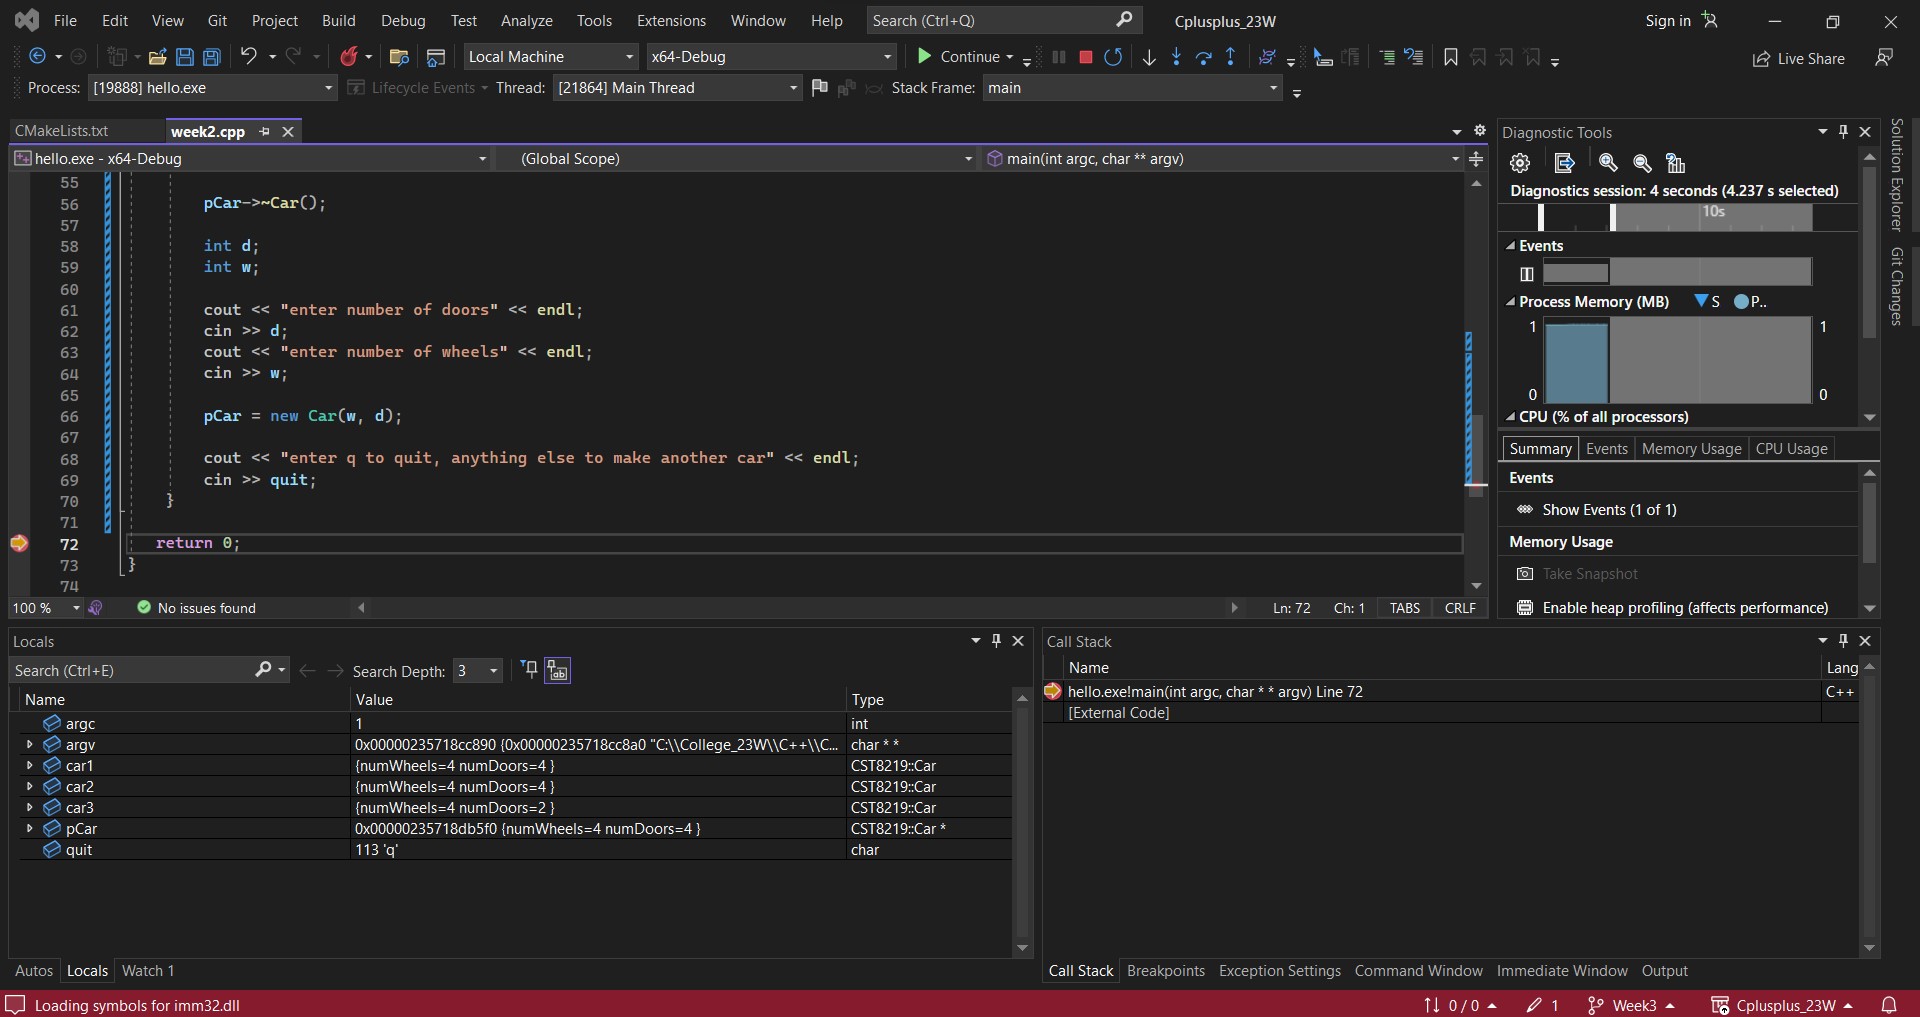 File Edit View Git Project Build Debug Test Analyze Tools Extensions Window Help Search (Ctrl+Q) Cplusplus_23W Sign in
Local Machine x64-Debug Continue Live Share
Process: [19888] hello.exe Lifecycle Events Thread: [21864] Main Thread Stack Frame: main
CMakeLists.txt week2.cpp
hello.exe - x64-Debug (Global Scope) main(int argc, char ** argv)
55
56 pCar->~Car();
57
58 int d;
59 int w;
60
61 cout << "enter number of doors" << endl;
62 cin >> d;
63 cout << "enter number of wheels" << endl;
64 cin >> w;
65
66 pCar = new Car(w, d);
67
68 cout << "enter q to quit, anything else to make another car" << endl;
69 cin >> quit;
70 }
71
72 return 0;
73 }
74
100 % No issues found Ln: 72 Ch: 1 TABS CRLF
Diagnostic Tools
Diagnostics session: 4 seconds (4.237 s selected)
10s
Events
Process Memory (MB) S P..
1 1
0 0
CPU (% of all processors)
Summary Events Memory Usage CPU Usage
Events
Show Events (1 of 1)
Memory Usage
Take Snapshot
Enable heap profiling (affects performance)
Solution Explorer
Git Changes
Locals
Search (Ctrl+E) Search Depth: 3
Name Value Type
argc 1 int
argv 0x00000235718cc890 {0x00000235718cc8a0 "C:\\College_23W\\C++\\C... char * *
car1 {numWheels=4 numDoors=4 } CST8219::Car
car2 {numWheels=4 numDoors=4 } CST8219::Car
car3 {numWheels=4 numDoors=2 } CST8219::Car
pCar 0x00000235718db5f0 {numWheels=4 numDoors=4 } CST8219::Car *
quit 113 'q' char
Autos Locals Watch 1
Call Stack
Name Lang
hello.exe!main(int argc, char * * argv) Line 72 C++
[External Code]
Call Stack Breakpoints Exception Settings Command Window Immediate Window Output
Loading symbols for imm32.dll 0 / 0 1 Week3 Cplusplus_23W